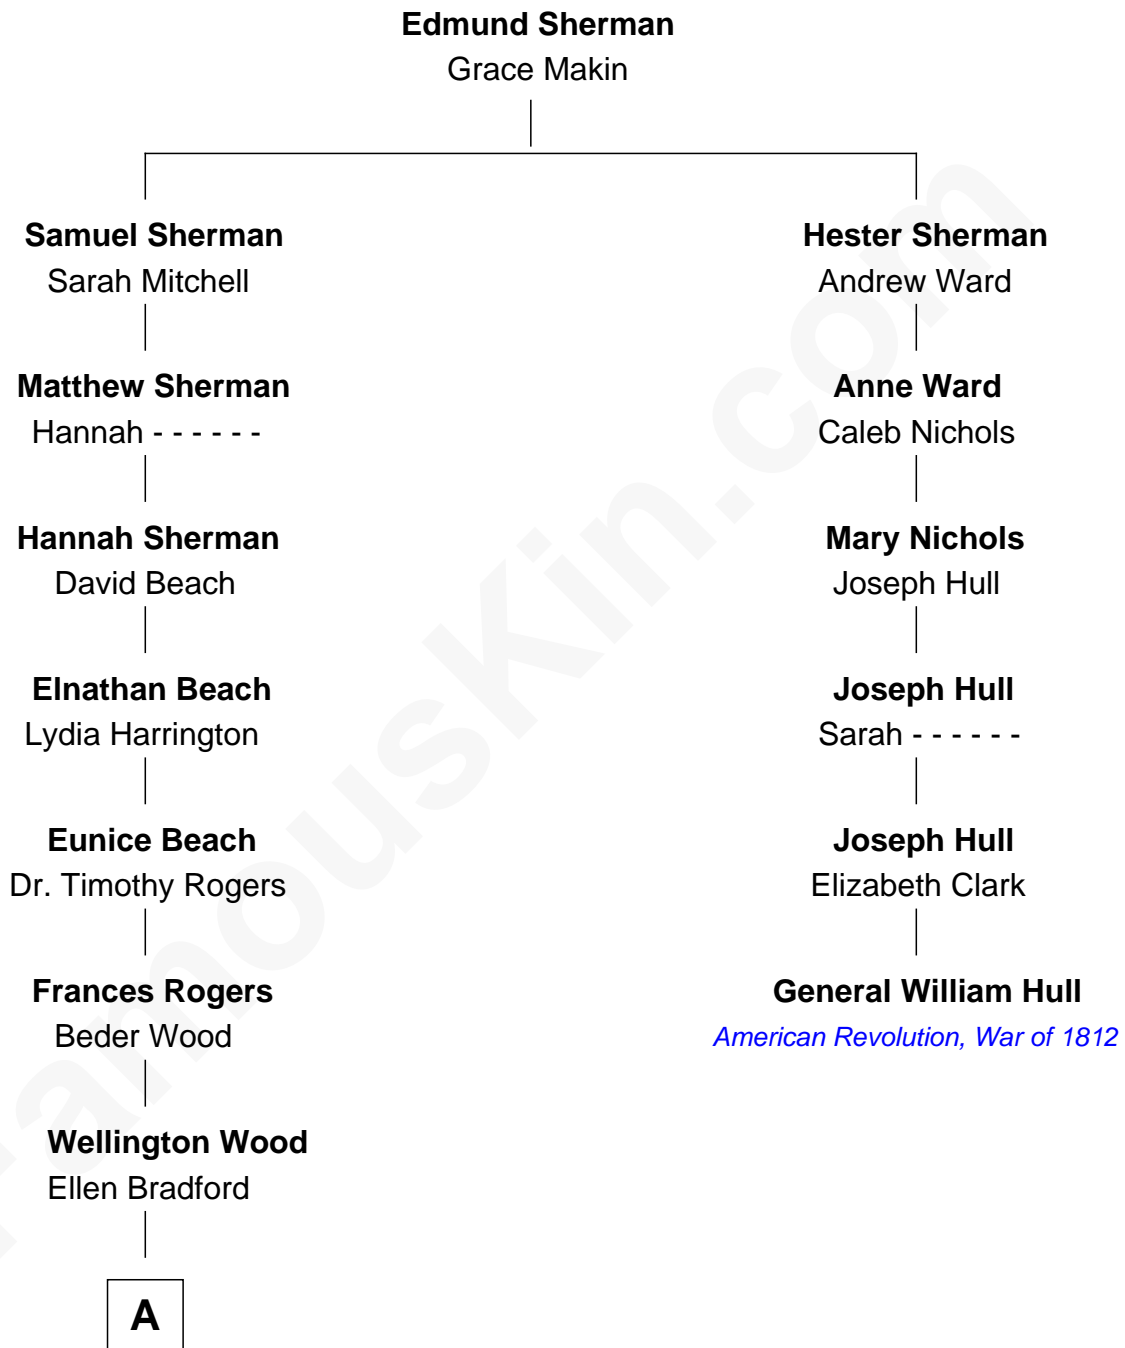 Edmund Sherman
Grace Makin
Samuel Sherman
Sarah Mitchell
Hester Sherman
Andrew Ward
Matthew Sherman
Hannah - - - - - -
Anne Ward
Caleb Nichols
Hannah Sherman
David Beach
Mary Nichols
Joseph Hull
Elnathan Beach
Lydia Harrington
Joseph Hull
Sarah - - - - - -
Eunice Beach
Dr. Timothy Rogers
Joseph Hull
Elizabeth Clark
Frances Rogers
Beder Wood
General William Hull
American Revolution, War of 1812
Wellington Wood
Ellen Bradford
A
FamousKin.com